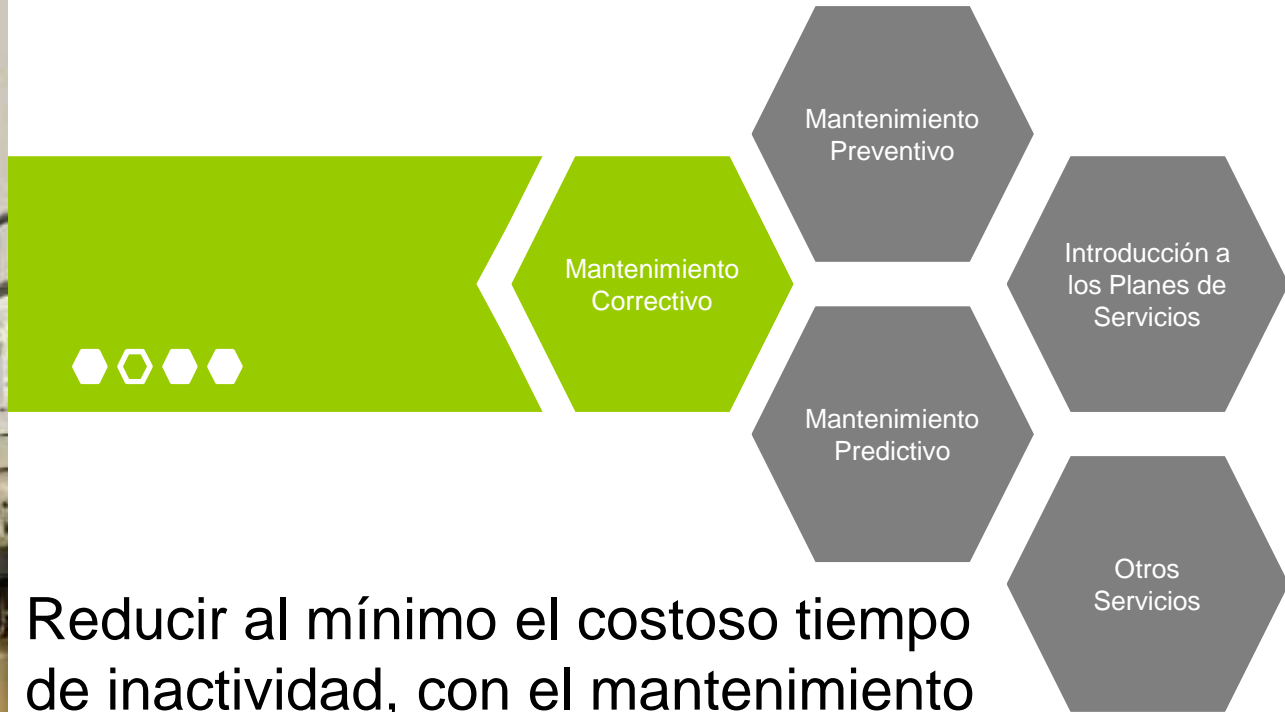 Mantenimiento
Preventivo
Mantenimiento
Correctivo
Introducción a
los Planes de
Servicios
Mantenimiento
Predictivo
Otros
Servicios
Reducir al mínimo el costoso tiempo
de inactividad, con el mantenimiento